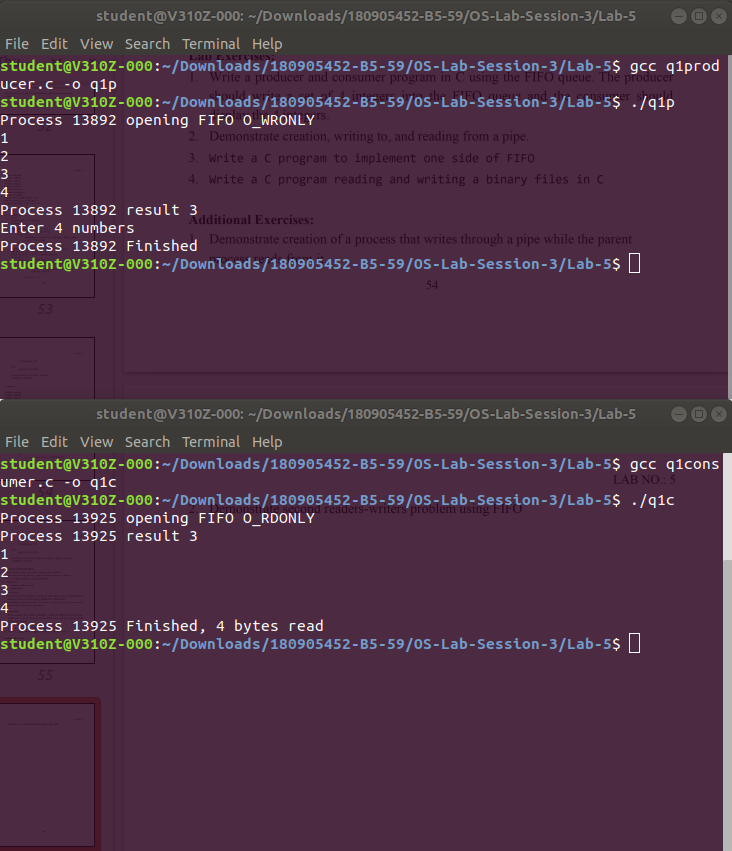 student@V310Z-000: ~/Downloads/180905452-B5-59/OS-Lab-Session-3/Lab-5
File Edit View Search Terminal Help
Lab Exercises:
student@V310Z-000:~/Downloads/180905452-B5-59/OS-Lab-Session-3/Lab-5$ gcc q1prod
1. Write a producer and consumer program in C using the FIFO queue. The producer
ucer.c -o q1p
should write a set of 4 integers into the FIFO queue and the consumer should
student@V310Z-000:~/Downloads/180905452-B5-59/OS-Lab-Session-3/Lab-5$ ./q1p
Process 13892 opening FIFO O_WRONLY
52
1
2. Demonstrate creation, writing to, and reading from a pipe.
2
3. Write a C program to implement one side of FIFO
3
4. Write a C program reading and writing a binary files in C
4
Process 13892 result 3
Additional Exercises:
Enter 4 numbers
1. Demonstrate creation of a process that writes through a pipe while the parent
Process 13892 Finished
student@V310Z-000:~/Downloads/180905452-B5-59/OS-Lab-Session-3/Lab-5$
54
53
student@V310Z-000: ~/Downloads/180905452-B5-59/OS-Lab-Session-3/Lab-5
File Edit View Search Terminal Help
student@V310Z-000:~/Downloads/180905452-B5-59/OS-Lab-Session-3/Lab-5$ gcc q1cons
umer.c -o q1c
LAB NO.: 5
student@V310Z-000:~/Downloads/180905452-B5-59/OS-Lab-Session-3/Lab-5$ ./q1c
2. Demonstrate second readers-writers problem using FIFO
Process 13925 opening FIFO O_RDONLY
Process 13925 result 3
1
2
3
4
Process 13925 Finished, 4 bytes read
student@V310Z-000:~/Downloads/180905452-B5-59/OS-Lab-Session-3/Lab-5$
55